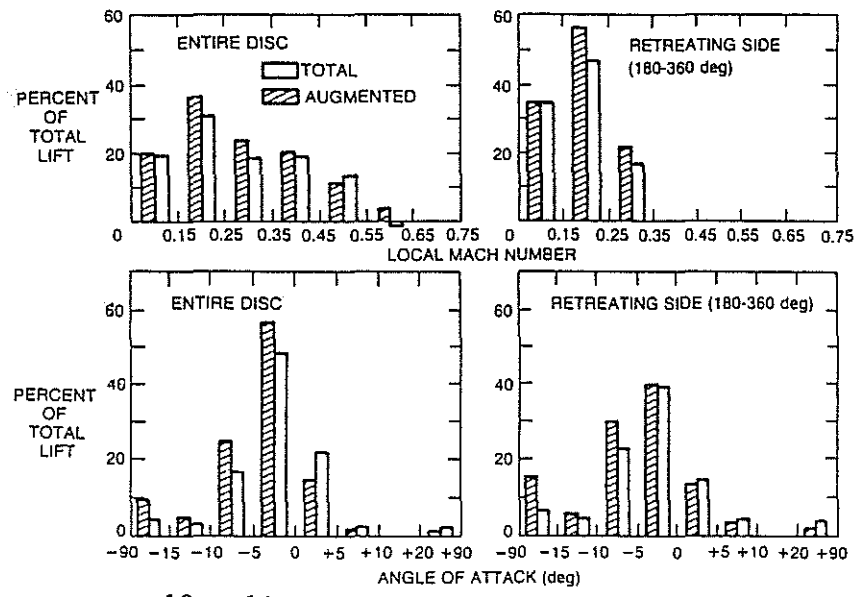 60
40
20
0
PERCENT
OF
TOTAL
LIFT
ENTIRE DISC
TOTAL
AUGMENTED
0.15 0.25 0.35 0.45 0.55 0.75
60
40
20
0
RETREATING SIDE
(180-360 deg)
0.15 0.25 0.35 0.45 0.55 0.75
LOCAL MACH NUMBER
60
40
20
0
PERCENT
OF
TOTAL
LIFT
ENTIRE DISC
-90 -15 -10 -5 0 +5 +10 +20 +90
60
40
20
0
RETREATING SIDE (180-360 deg)
-90 -15 -10 -5 0 +5 +10 +20 +90
ANGLE OF ATTACK (deg)